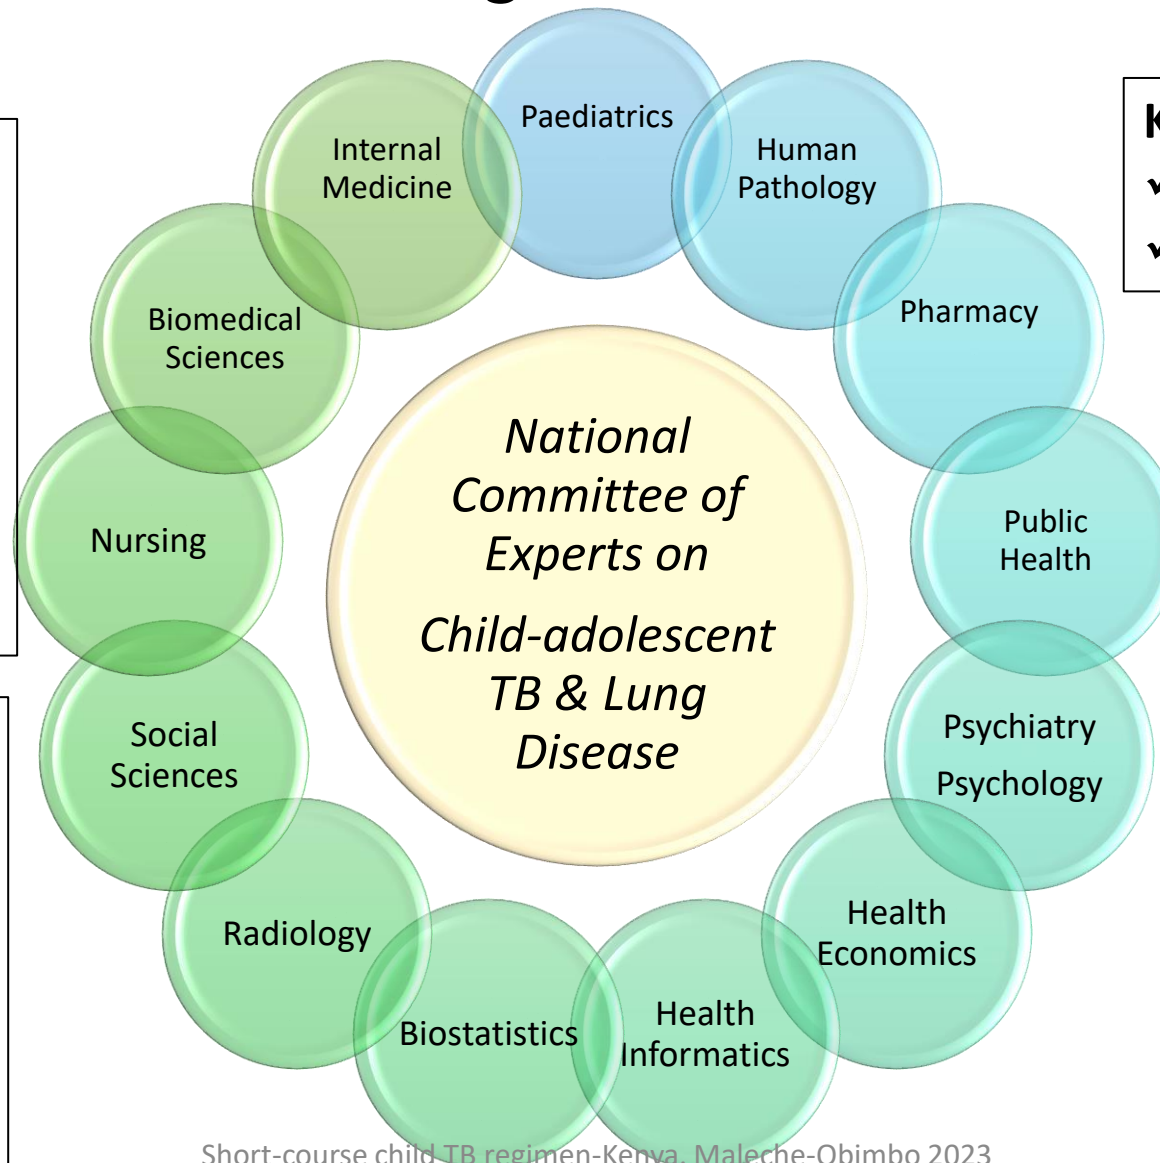 Paediatrics
Human
Pathology
Pharmacy
Public
Health
Psychiatry
Psychology
Health
Economics
Health
Informatics
Biostatistics
Radiology
Social
Sciences
Nursing
Biomedical
Sciences
Internal
Medicine
National
Committee of
Experts on
Child-adolescent
TB & Lung
Disease
K
✓
✓
Short-course child TB regimen-Kenya, Maleche-Obimbo 2023